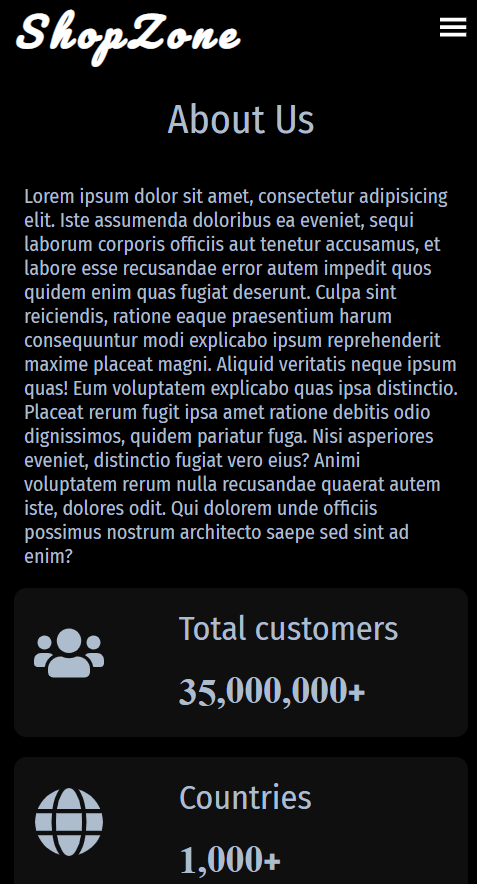 ShopZone
About Us
Lorem ipsum dolor sit amet, consectetur adipisicing
elit. Iste assumenda doloribus ea eveniet, sequi
laborum corporis officiis aut tenetur accusamus, et
labore esse recusandae error autem impedit quos
quidem enim quas fugiat deserunt. Culpa sint
reiciendis, ratione eaque praesentium harum
consequuntur modi explicabo ipsum reprehenderit
maxime placeat magni. Aliquid veritatis neque ipsum
quas! Eum voluptatem explicabo quas ipsa distinctio.
Placeat rerum fugit ipsa amet ratione debitis odio
dignissimos, quidem pariatur fuga. Nisi asperiores
eveniet, distinctio fugiat vero eius? Animi
voluptatem rerum nulla recusandae quaerat autem
iste, dolores odit. Qui dolorem unde officiis
possimus nostrum architecto saepe sed sint ad
enim?
Total customers
35,000,000+
Countries
1,000+